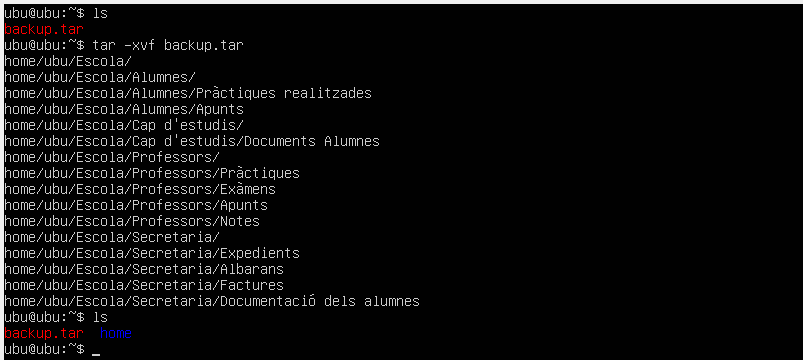 ubu@ubu:~$ ls
backup.tar
ubu@ubu:~$ tar -xvf backup.tar
home/ubu/Escola/
home/ubu/Escola/Alumnes/
home/ubu/Escola/Alumnes/Pràctiques realitzades
home/ubu/Escola/Alumnes/Apunts
home/ubu/Escola/Cap d'estudis/
home/ubu/Escola/Cap d'estudis/Documents Alumnes
home/ubu/Escola/Professors/
home/ubu/Escola/Professors/Pràctiques
home/ubu/Escola/Professors/Exàmens
home/ubu/Escola/Professors/Apunts
home/ubu/Escola/Professors/Notes
home/ubu/Escola/Secretaria/
home/ubu/Escola/Secretaria/Expedients
home/ubu/Escola/Secretaria/Albarans
home/ubu/Escola/Secretaria/Factures
home/ubu/Escola/Secretaria/Documentació dels alumnes
ubu@ubu:~$ ls
backup.tar  home
ubu@ubu:~$ _